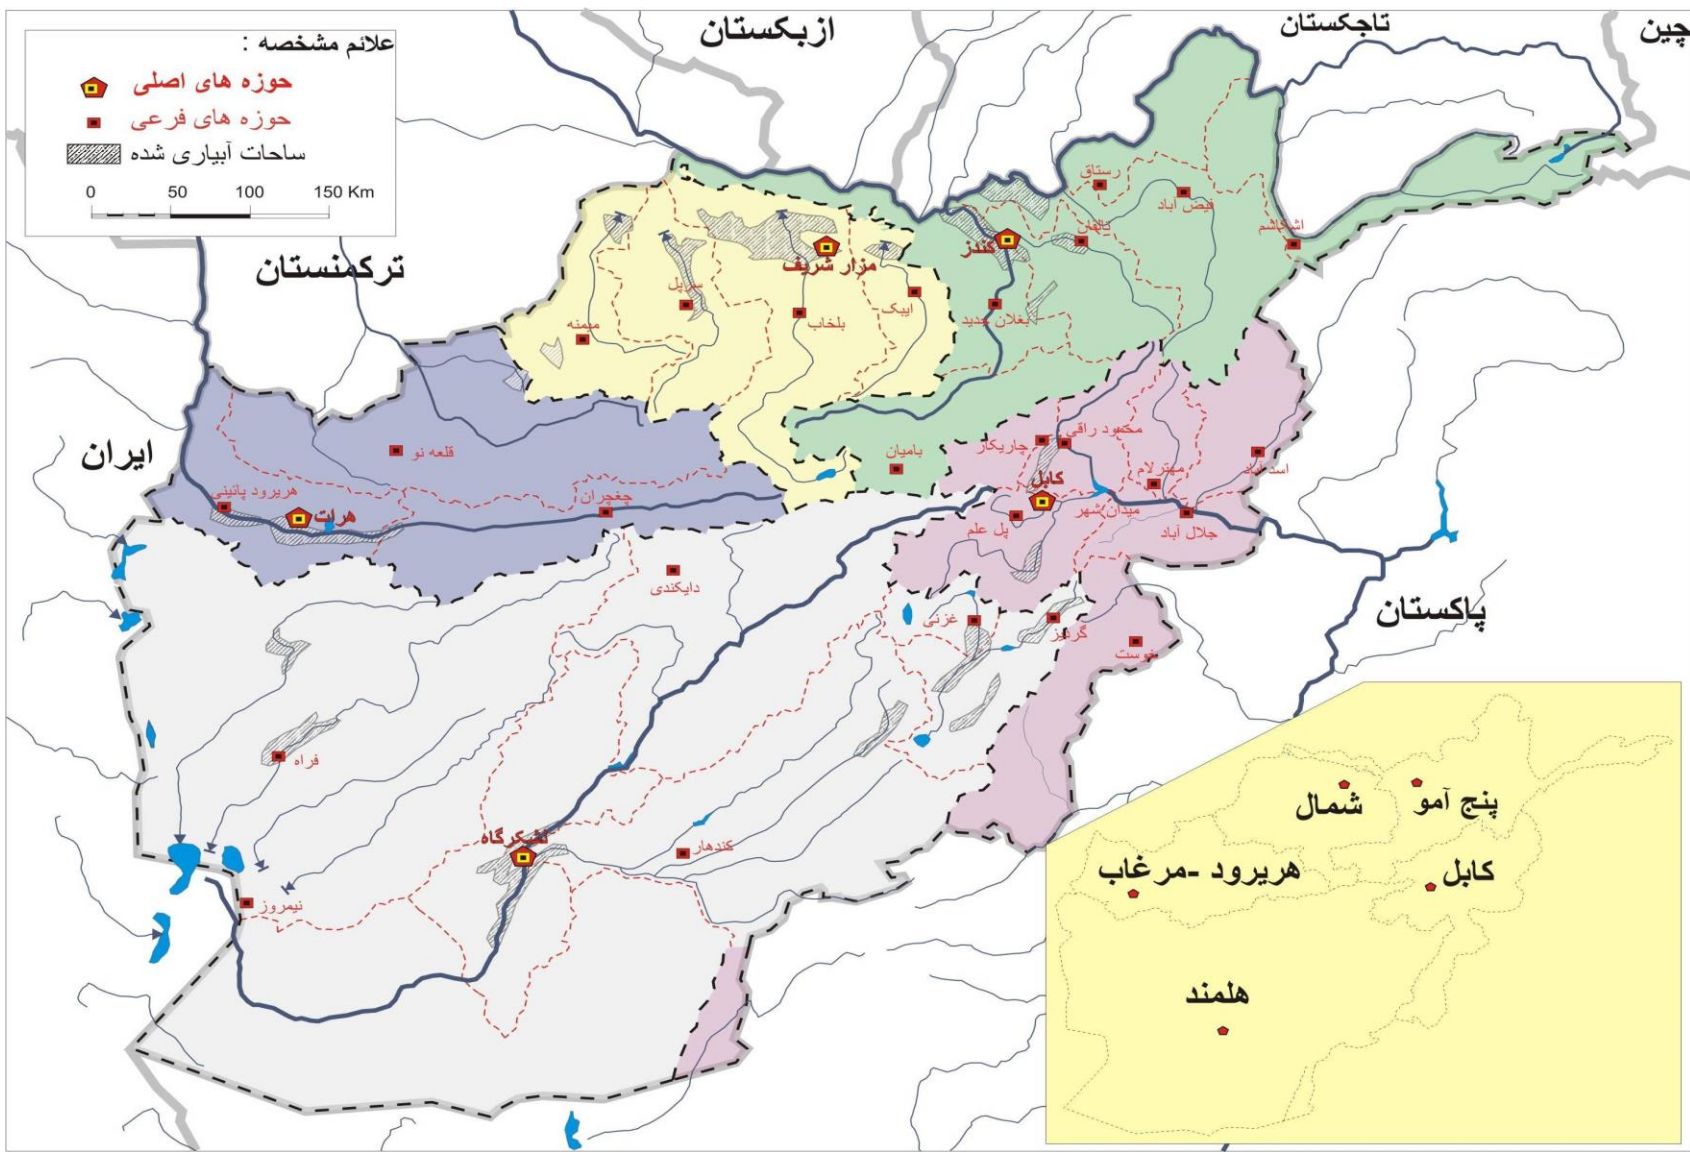 ازبکستان
تاجکستان
چین
علائم مشخصه :
حوزه های اصلی
حوزه های فرعی
ساحات آبیاری شده
0 50 100 150 Km
ترکمنستان
ایران
پاکستان
رستاق
فیض آباد
اشکاشم
تالقان
کندز
بغلان جدید
مزار شریف
ایبک
بلخاب
سرپل
میمنه
قلعه نو
هریرود پائینی
هرات
چغچران
بامیان
چاریکار
محمود راقی
مهترلام
اسد آباد
کابل
میدان شهر
پل علم
جلال آباد
دایکندی
غزنی
گردیز
خوست
فراه
لشکرگاه
کندهار
نیمروز
شمال
پنج آمو
هریرود -مرغاب
کابل
هلمند